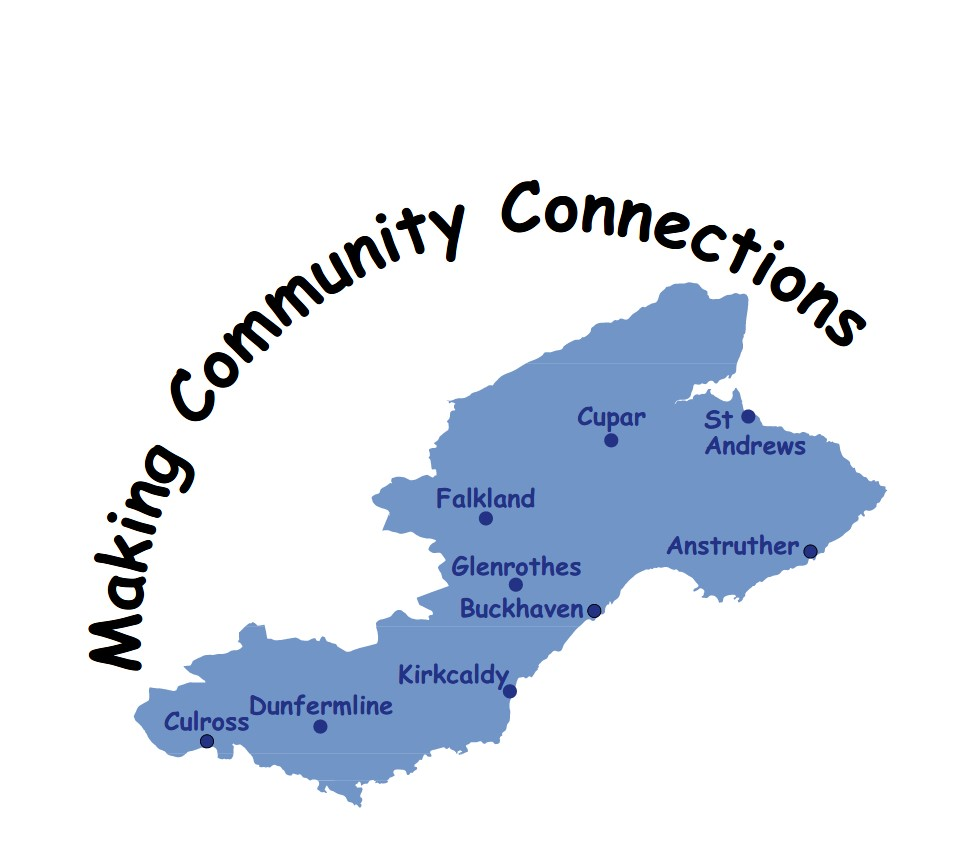 Making Community Connections
Cupar
St
Andrews
Falkland
Anstruther
Glenrothes
Buckhaven
Kirkcaldy
Dunfermline
Culross